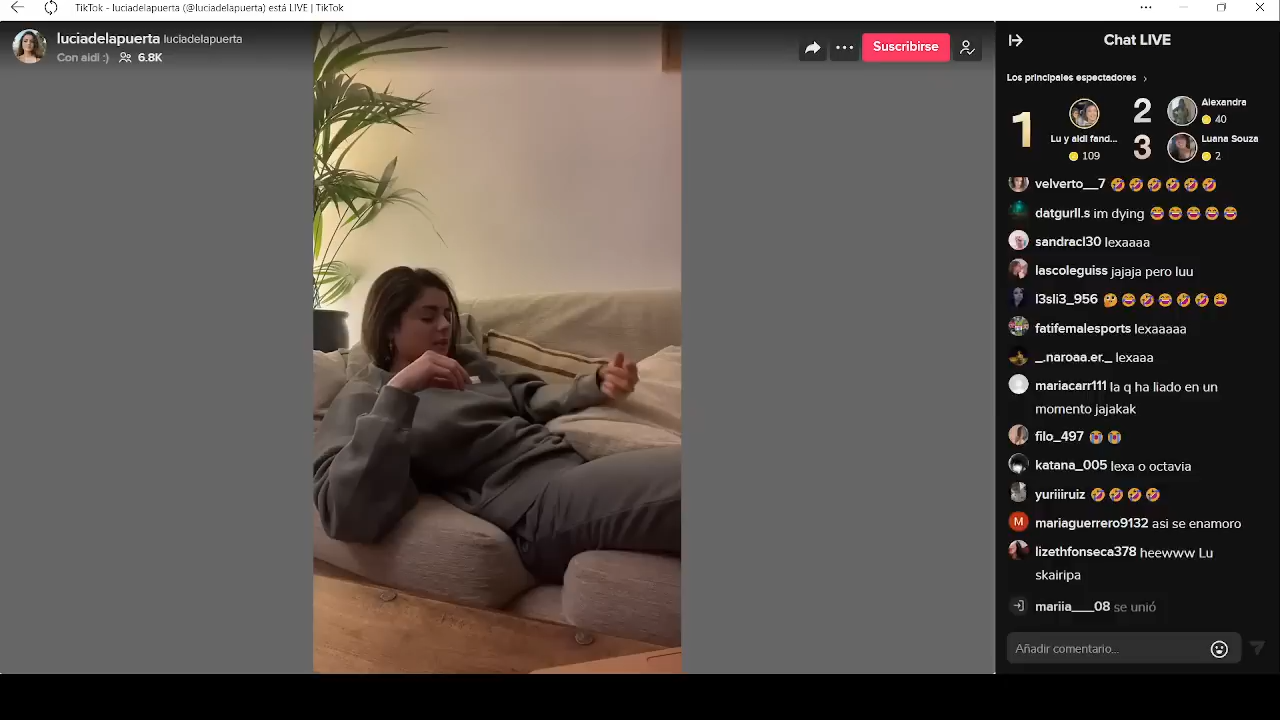 TikTok - luciadelapuerta (@luciadelapuerta) está LIVE | TikTok
luciadelapuerta luciadelapuerta
Con aidi :) 6.8K
Suscribirse
Chat LIVE
Los principales espectadores
1 Lu y aidi fand... 109
2 Alexandra 40
3 Luana Souza 2
velverto__7 🤣🤣🤣🤣🤣🤣
datgurll.s im dying 😂😂😂😂😂
sandracl30 lexaaaa
lascoleguiss jajaja pero luu
l3sli3_956 🤔😂🤣😂🤣🤣😩
fatifemalesports lexaaaaa
_.naroaa.er._ lexaaa
mariacarr111 la q ha liado en un
momento jajakak
filo_497 😭😭
katana_005 lexa o octavia
yuriiiruiz 🤣🤣🤣🤣
M mariaguerrero9132 asi se enamoro
lizethfonseca378 heewww Lu
skairipa
mariia____08 se unió
Añadir comentario...